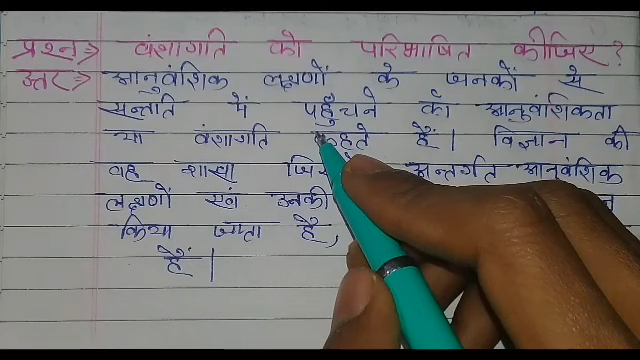 प्रश्न⇒ वंशागति को परिभाषित कीजिए?
उत्तर⇒ आनुवंशिक लक्षणों के जनकों से
सन्तति में पहुँचने को आनुवंशिकता
या वंशागति कहते हैं। विज्ञान की
वह शाखा अन्तर्गत आनुवंशिक
लक्षणों एवं उनकी
किया जाता है,
हैं।